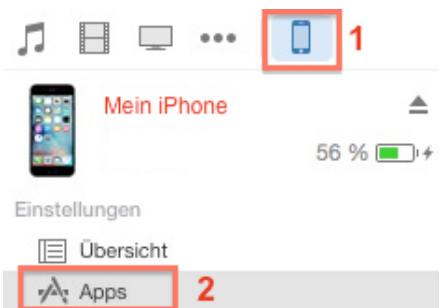 1
Mein iPhone
56 %
Einstellungen
Übersicht
Apps 2